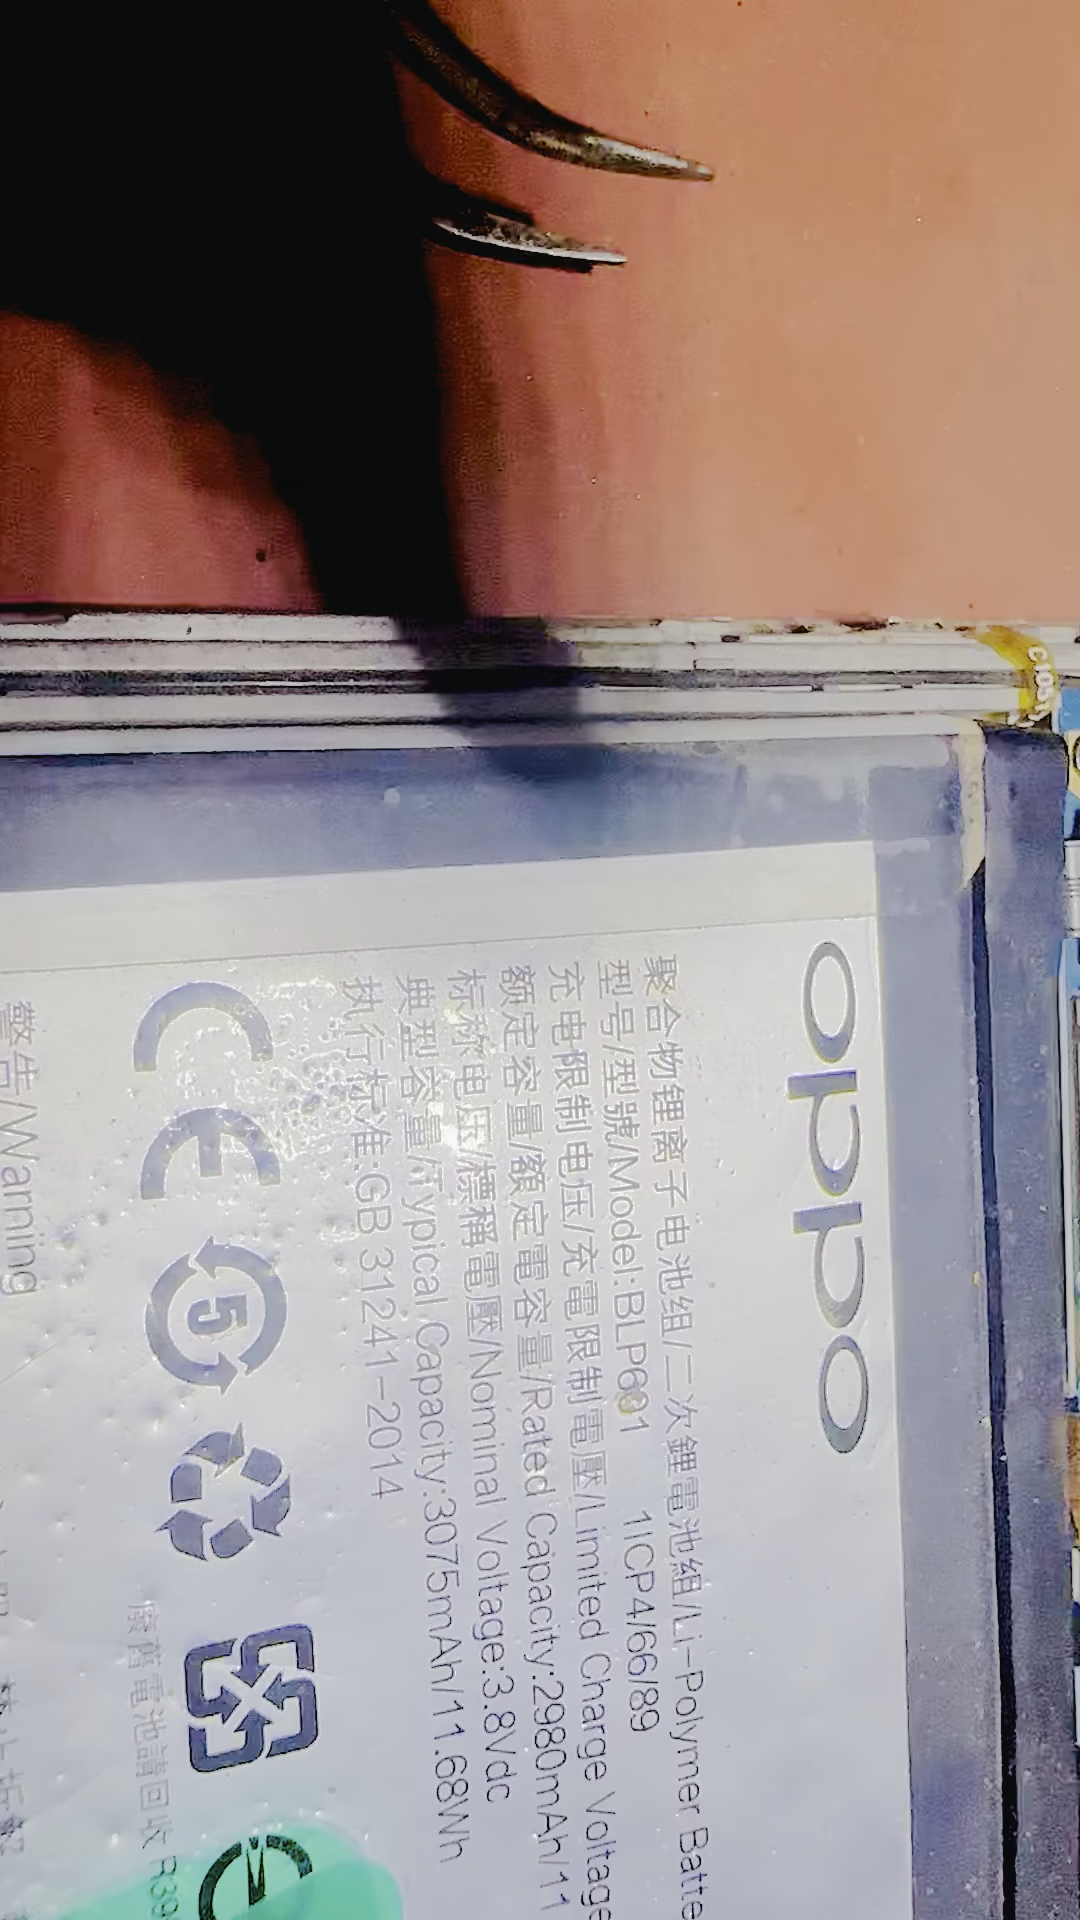 oppo
聚合物锂离子电池组/二次鋰電池組/Li-Polymer Batte
型号/型號/Model:BLP631 1ICP4/66/89
充电限制电压/充電限制電壓/Limited Charge Voltage
额定容量/額定電容量/Rated Capacity:2980mAh/11
标称电压/標稱電壓/Nominal Voltage:3.8Vdc
典型容量/Typical Capacity:3075mAh/11.68Wh
执行标准:GB 31241-2014
CE
5
廢舊電池請回收 R39
警告/Warning